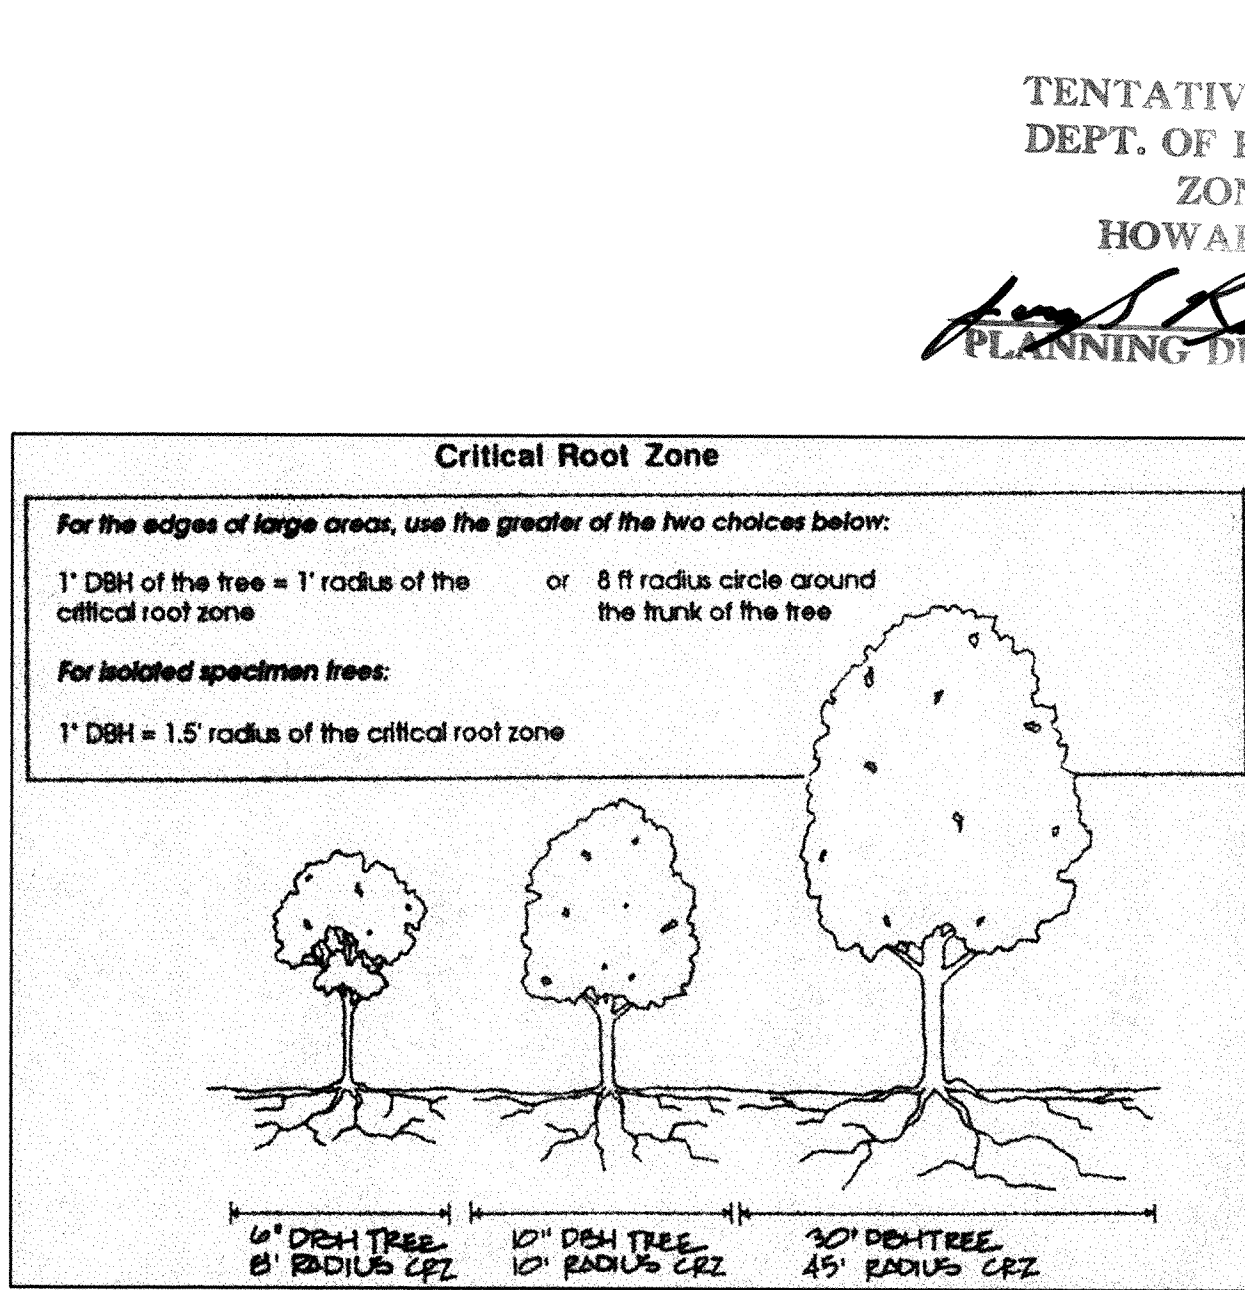 TENTATIV
DEPT. OF
ZON
HOWAR
PLANNING DI
Critical Root Zone
For the edges of large areas, use the greater of the two choices below:
1" DBH of the tree = 1' radius of the or 8 ft radius circle around
critical root zone the trunk of the tree
For isolated specimen trees:
1" DBH = 1.5' radius of the critical root zone
6" DBH TREE 10" DBH TREE 30" DBH TREE
8' RADIUS CRZ 10' RADIUS CRZ 45' RADIUS CRZ